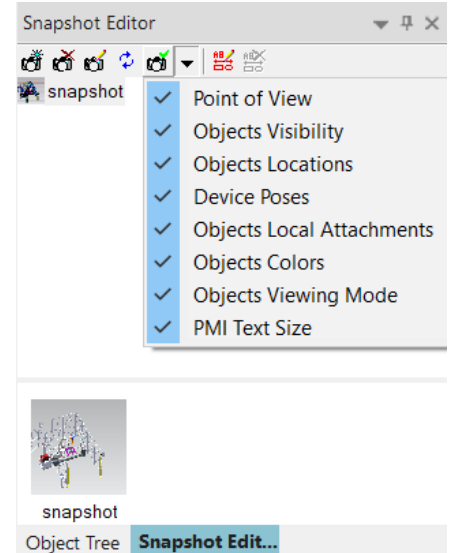 Snapshot Editor
snapshot
Point of View
Objects Visibility
Objects Locations
Device Poses
Objects Local Attachments
Objects Colors
Objects Viewing Mode
PMI Text Size
snapshot
Object Tree Snapshot Edit...